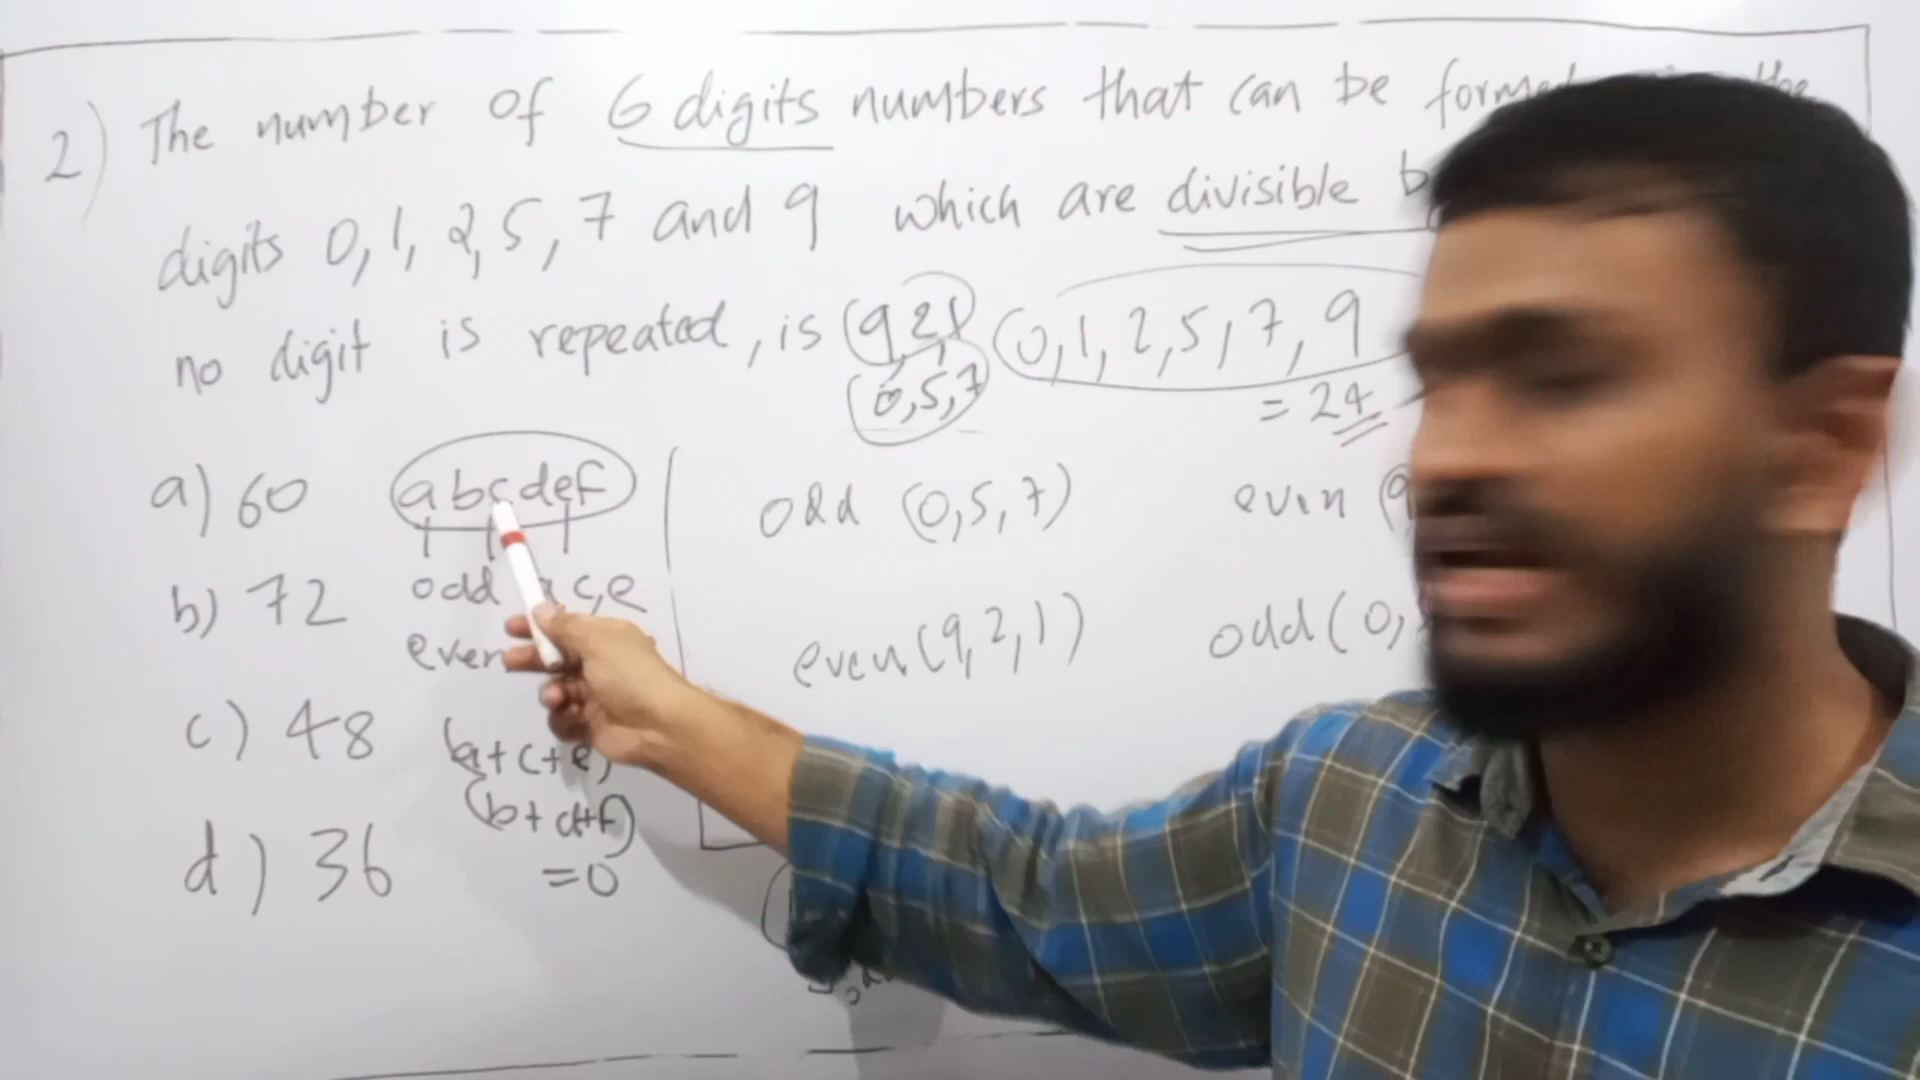 2) The number of 6 digits numbers that can be the
digits 0, 1, 2, 5, 7 and 9 which are divisible
no digit is repeated, is (9,2,1) (0, 1, 2, 5, 7, 9
(0,5,7)
= 24
a) 60
abcdef
odd (0,5,7)
even (9
b) 72
odd c,e
even
even (9,2,1)
odd (0,
c) 48
(a+c+e)
(b+d+f)
=0
d) 36